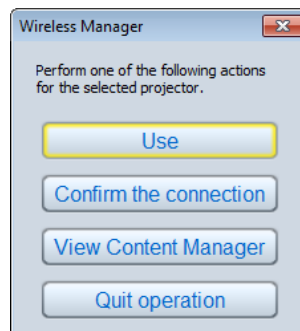 Wireless Manager
Perform one of the following actions
for the selected projector.
Use
Confirm the connection
View Content Manager
Quit operation